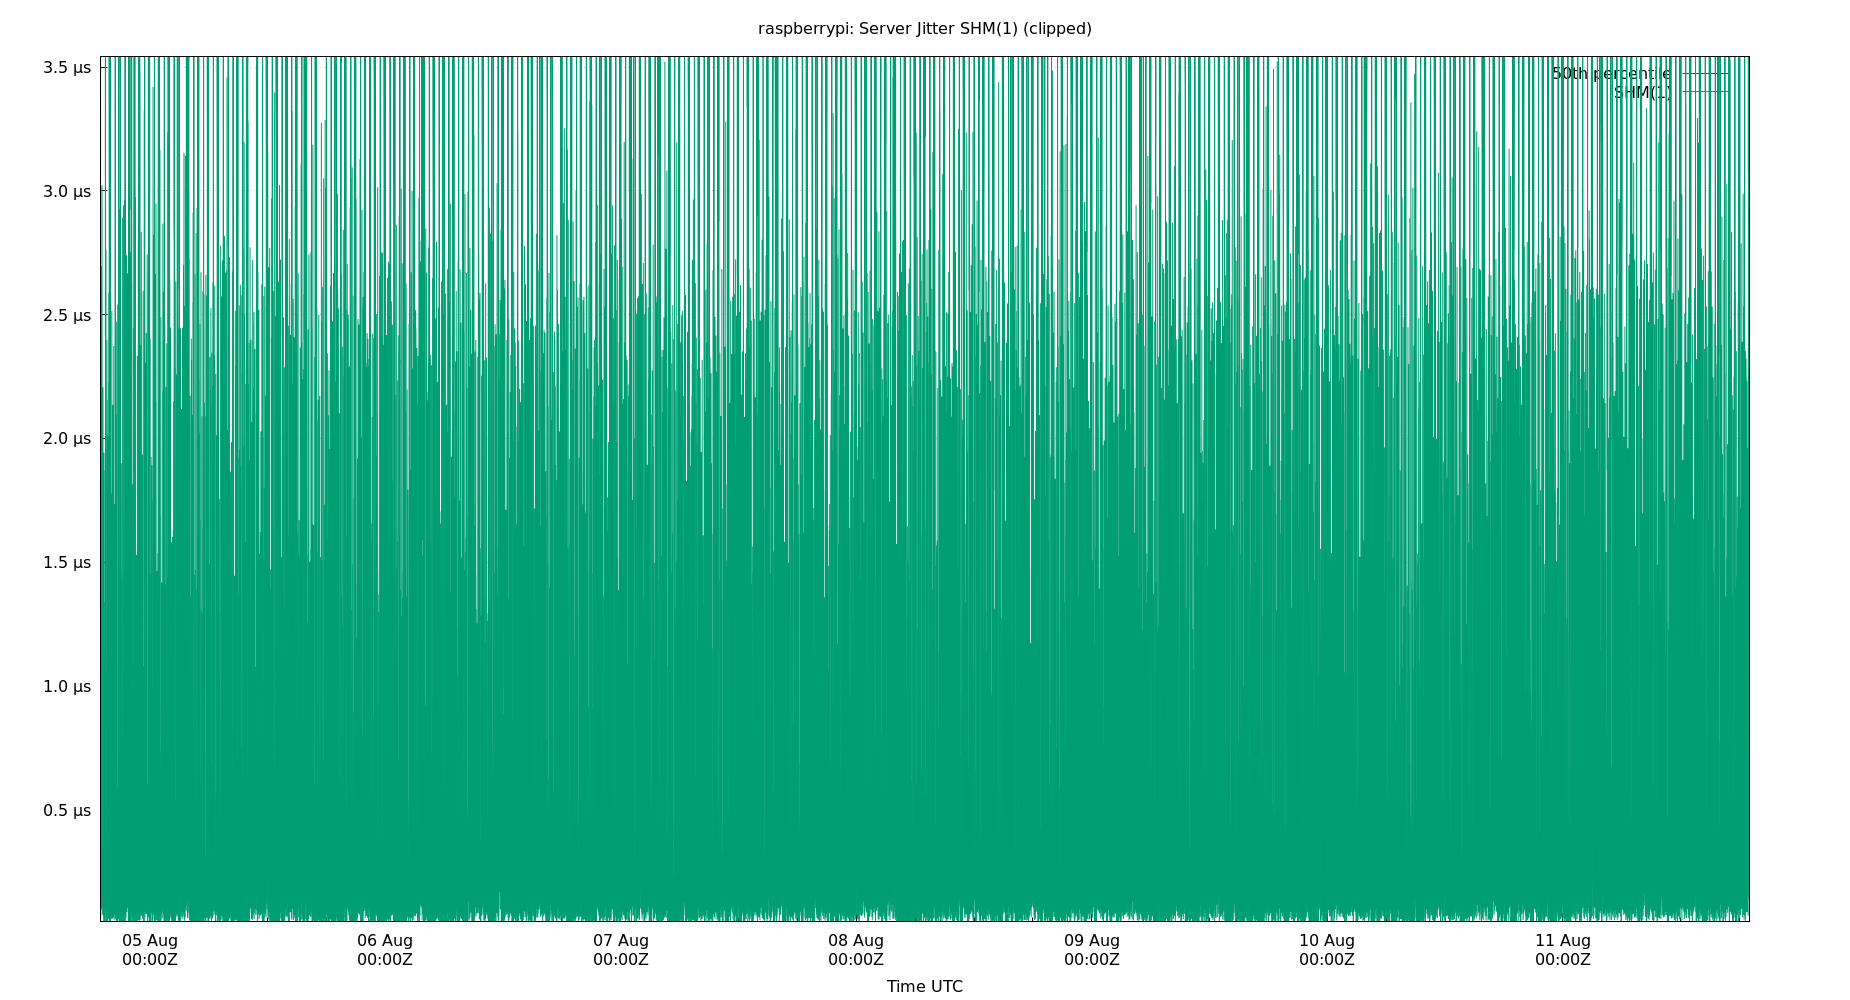 raspberrypi: Server Jitter SHM(1) (clipped)
3.5 µs
50th percentile
SHM(1)
3.0 µs
2.5 µs
2.0 µs
1.5 µs
1.0 µs
0.5 µs
05 Aug 06 Aug 07 Aug 08 Aug 09 Aug 10 Aug 11 Aug
00:00Z 00:00Z 00:00Z 00:00Z 00:00Z 00:00Z 00:00Z
Time UTC